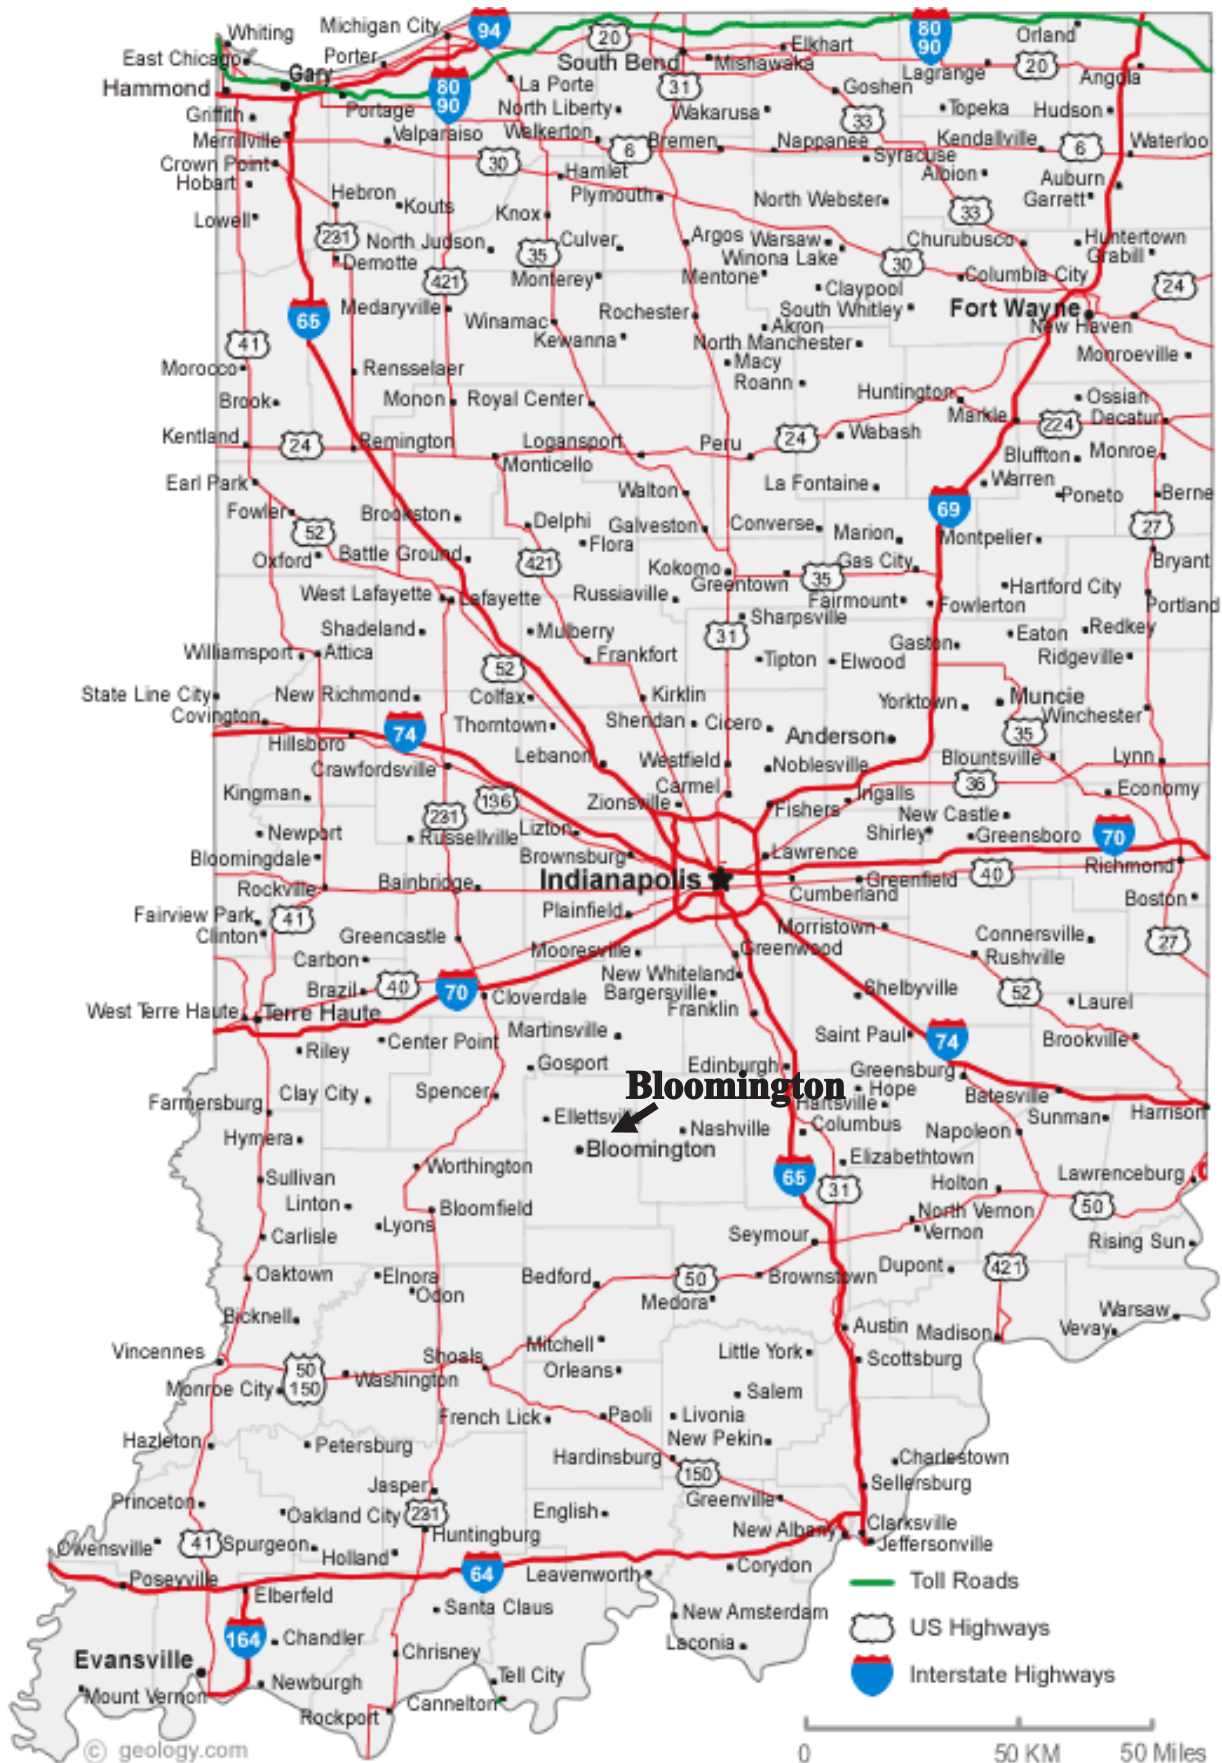 Michigan City
94
80
90
Orland
Whiting
20
Elkhart
East Chicago
Porter
South Bend
Mishawaka
Lagrange
20
Angola
Gary
Hammond
80
90
La Porte
31
Goshen
Portage
North Liberty
Wakarusa
Topeka
Hudson
Griffith
33
Merrillville
Valparaiso
Walkerton
6
Bremen
Nappanee
Kendallville
6
Waterloo
Crown Point
30
Syracuse
Hobart
Hamlet
Albion
Auburn
Hebron
Kouts
Plymouth
North Webster
Garrett
Lowell
Knox
33
231
North Judson
35
Culver
Argos
Warsaw
Churubusco
Huntertown
Demotte
Winona Lake
30
Grabill
421
Monterey
Mentone
Columbia City
24
Claypool
65
Medaryville
Winamac
Rochester
South Whitley
Fort Wayne
Akron
New Haven
41
Kewanna
North Manchester
Monroeville
Morocco
Rensselaer
Macy
Roann
Brook
Monon
Royal Center
Huntington
Ossian
Markle
224
Decatur
Kentland
24
Remington
Logansport
Peru
24
Wabash
Monticello
Bluffton
Monroe
Earl Park
Walton
La Fontaine
Warren
Poneto
Berne
Fowler
Brookston
69
52
Delphi
Galveston
Converse
Marion
27
Oxford
Battle Ground
Flora
Montpelier
421
Kokomo
Gas City
Bryant
Greentown
35
West Lafayette
Lafayette
Russiaville
Fairmount
Fowlerton
Hartford City
Portland
Shadeland
Mulberry
31
Sharpsville
Gaston
Eaton
Redkey
Williamsport
Attica
52
Frankfort
Tipton
Elwood
Ridgeville
State Line City
New Richmond
Colfax
Kirklin
Yorktown
Muncie
Covington
74
Thorntown
Sheridan
Cicero
Winchester
Hillsboro
Anderson
35
Lebanon
Westfield
Noblesville
Blountsville
Lynn
Crawfordsville
Carmel
36
Kingman
196
Zionsville
Fishers
Ingalls
Economy
231
Lizton
New Castle
Newport
Russellville
Shirley
Greensboro
70
Bloomingdale
Brownsburg
Lawrence
Richmond
Rockville
Bainbridge
Indianapolis
Greenfield
40
Cumberland
Boston
Fairview Park
41
Plainfield
Clinton
Greencastle
Morristown
Connersville
27
Carbon
Mooresville
Greenwood
Rushville
Brazil
40
70
New Whiteland
Cloverdale
Bargersville
Shelbyville
52
Laurel
West Terre Haute
Terre Haute
Franklin
Martinsville
Saint Paul
74
Brookville
Riley
Center Point
Gosport
Edinburgh
Greensburg
Bloomington
Hope
Clay City
Spencer
Batesville
Farmersburg
Hartsville
Harrison
Ellettsville
Columbus
Sunman
Hymera
Nashville
Napoleon
Bloomington
Worthington
Elizabethtown
Sullivan
65
Lawrenceburg
31
Holton
Linton
Bloomfield
50
Lyons
North Vernon
Carlisle
Seymour
Vernon
Rising Sun
Oaktown
Elnora
Bedford
50
Brownstown
Dupont
421
Odon
Medora
Bicknell
Warsaw
Austin
Madison
Vevay
Vincennes
Shoals
Mitchell
Little York
Scottsburg
50
150
Orleans
Monroe City
Washington
Salem
French Lick
Paoli
Livonia
New Pekin
Hazleton
Petersburg
Hardinsburg
Charlestown
150
Jasper
Sellersburg
Princeton
Greenville
Oakland City
231
English
New Albany
Clarksville
Owensville
41
Spurgeon
Huntingburg
Jeffersonville
Holland
64
Leavenworth
Corydon
Poseyville
Toll Roads
Elberfeld
Santa Claus
New Amsterdam
US Highways
164
Chandler
Laconia
Evansville
Chrisney
Interstate Highways
Newburgh
Tell City
Mount Vernon
Cannelton
Rockport
© geology.com
0
50 KM
50 Miles